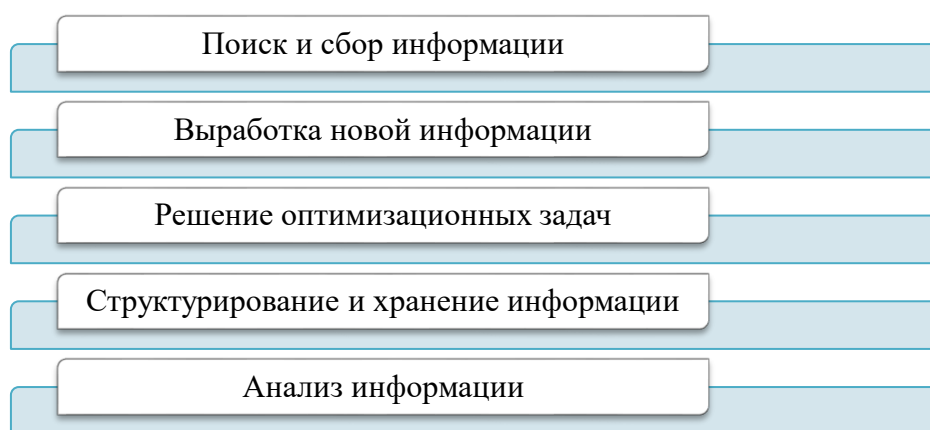 Поиск и сбор информации
Выработка новой информации
Решение оптимизационных задач
Структурирование и хранение информации
Анализ информации